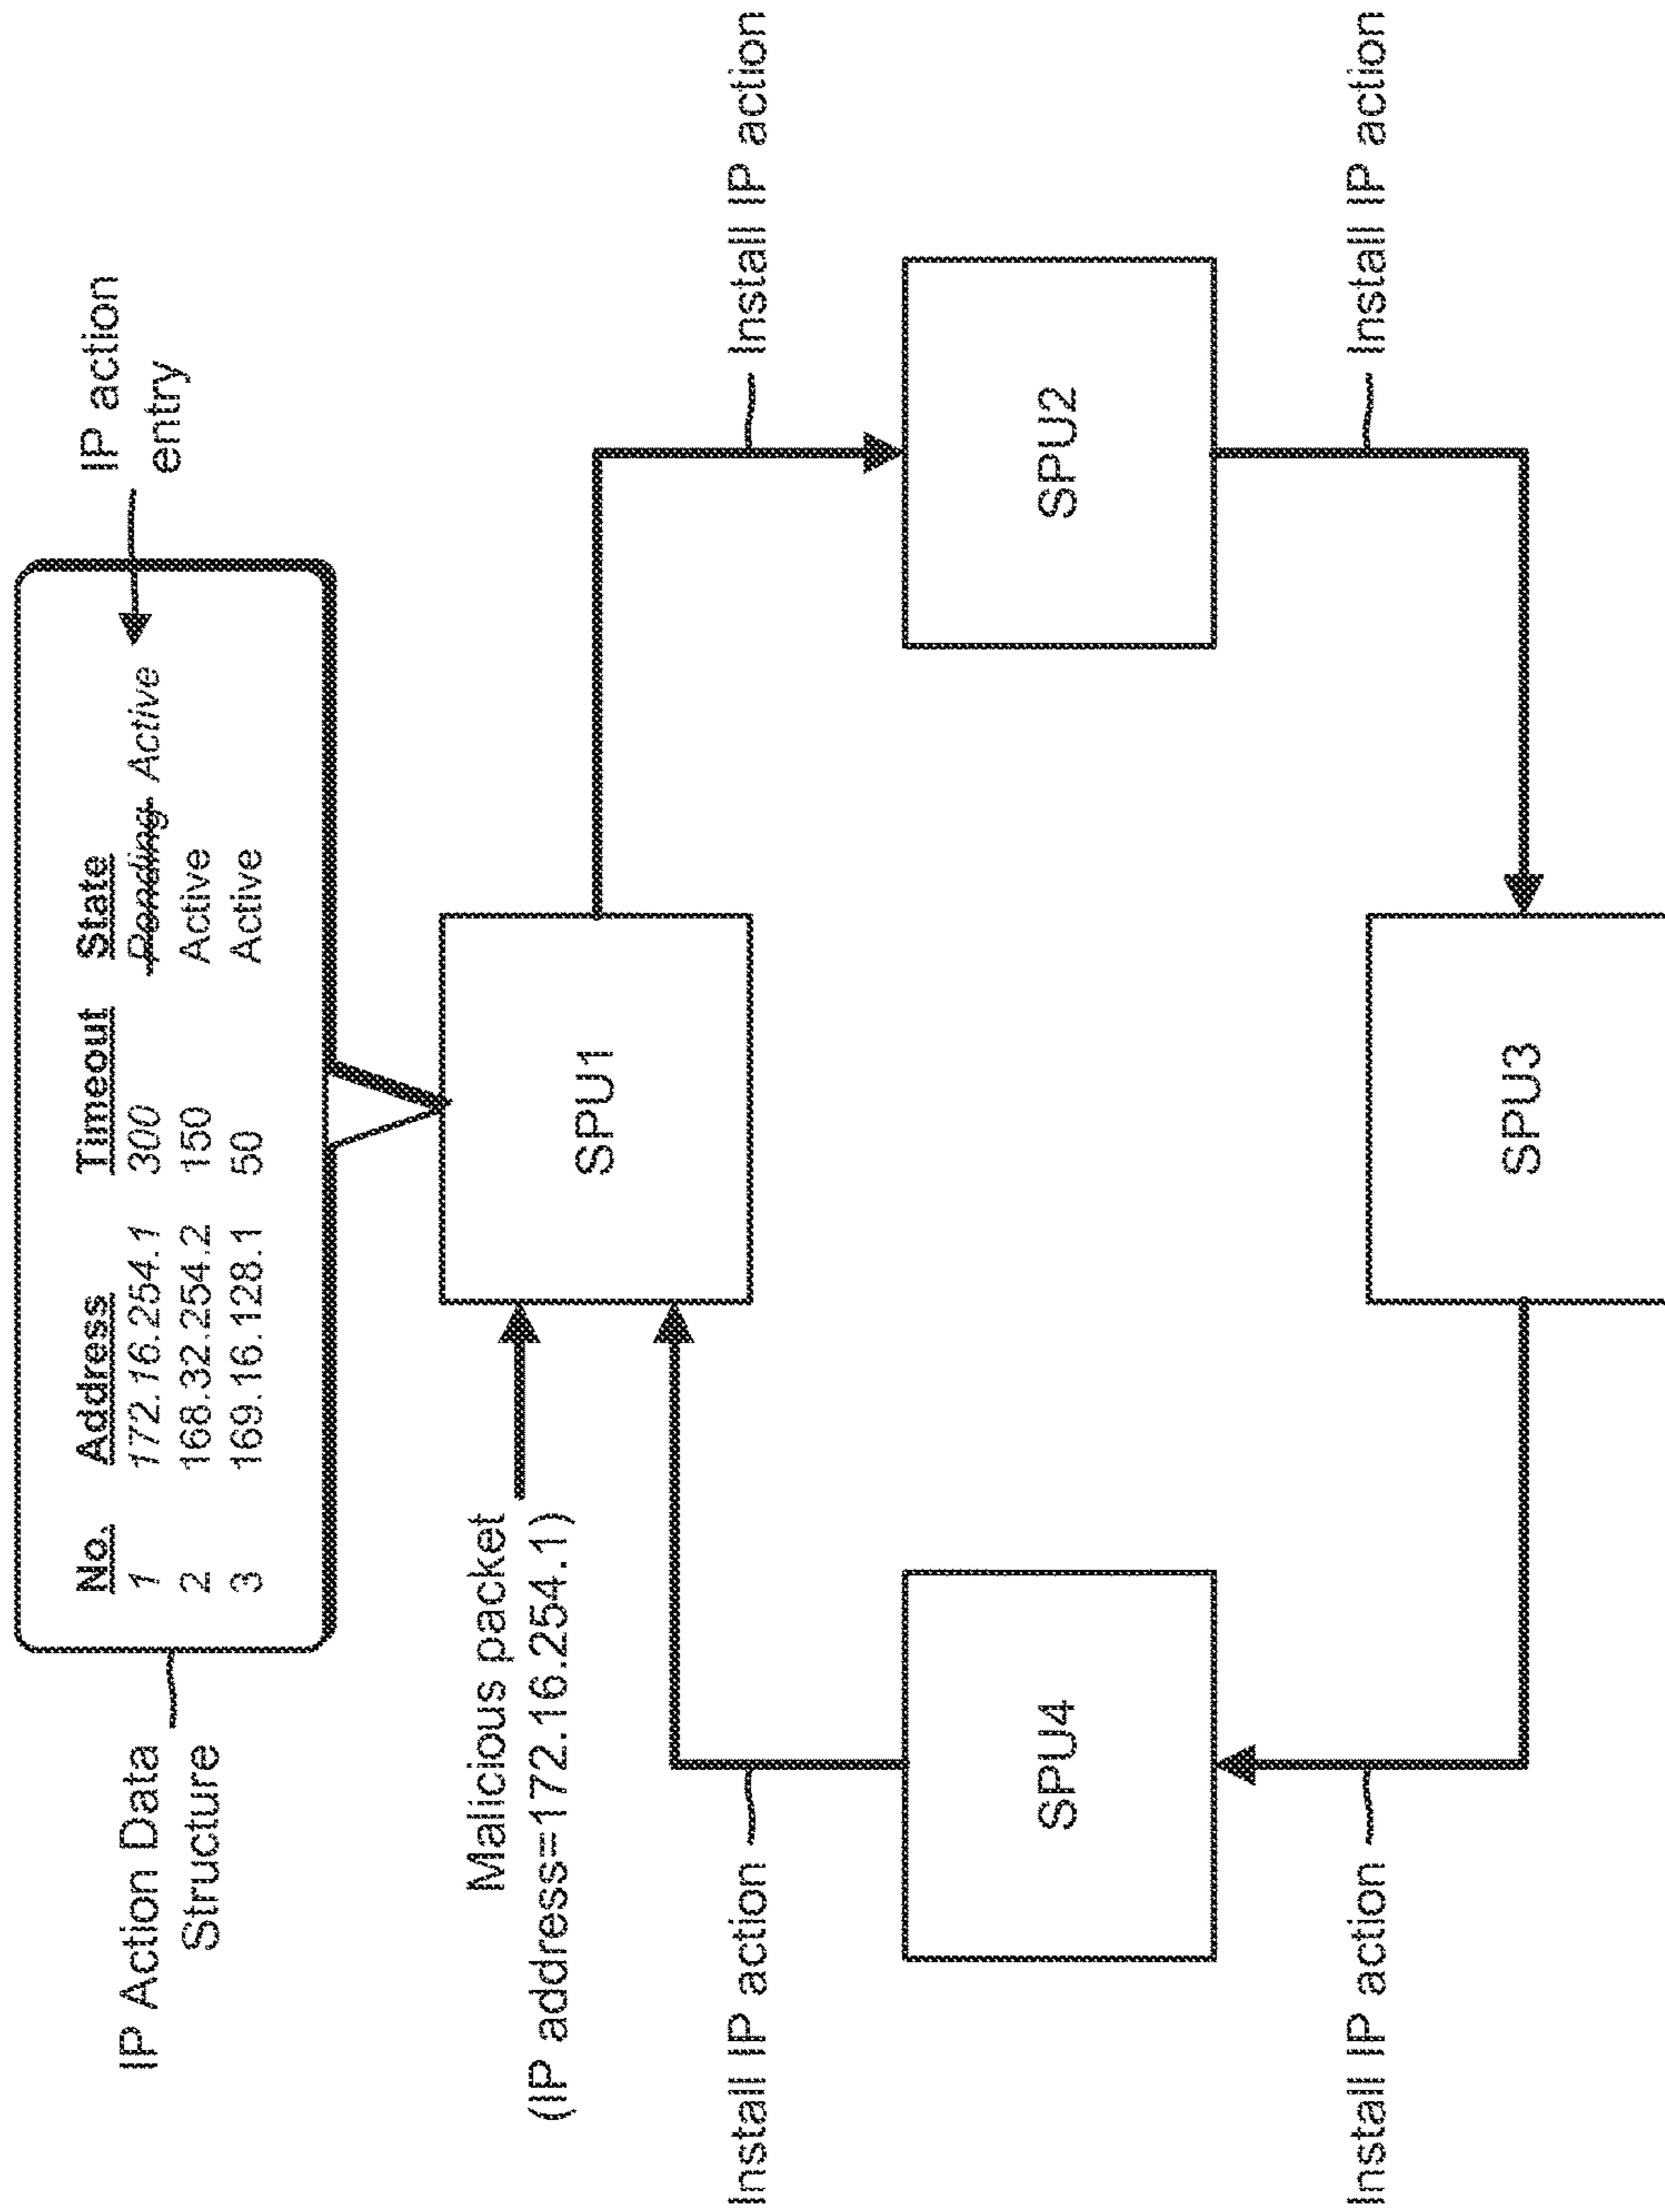 IP Action Data
Structure
IP action
entry
No. Address Timeout State
1 172.16.254.1 300 Pending Active
2 168.32.254.2 150 Active
3 169.16.128.1 50 Active
Malicious packet
(IP address=172.16.254.1)
SPU1
Install IP action
Install IP action
SPU4
SPU2
Install IP action
Install IP action
SPU3